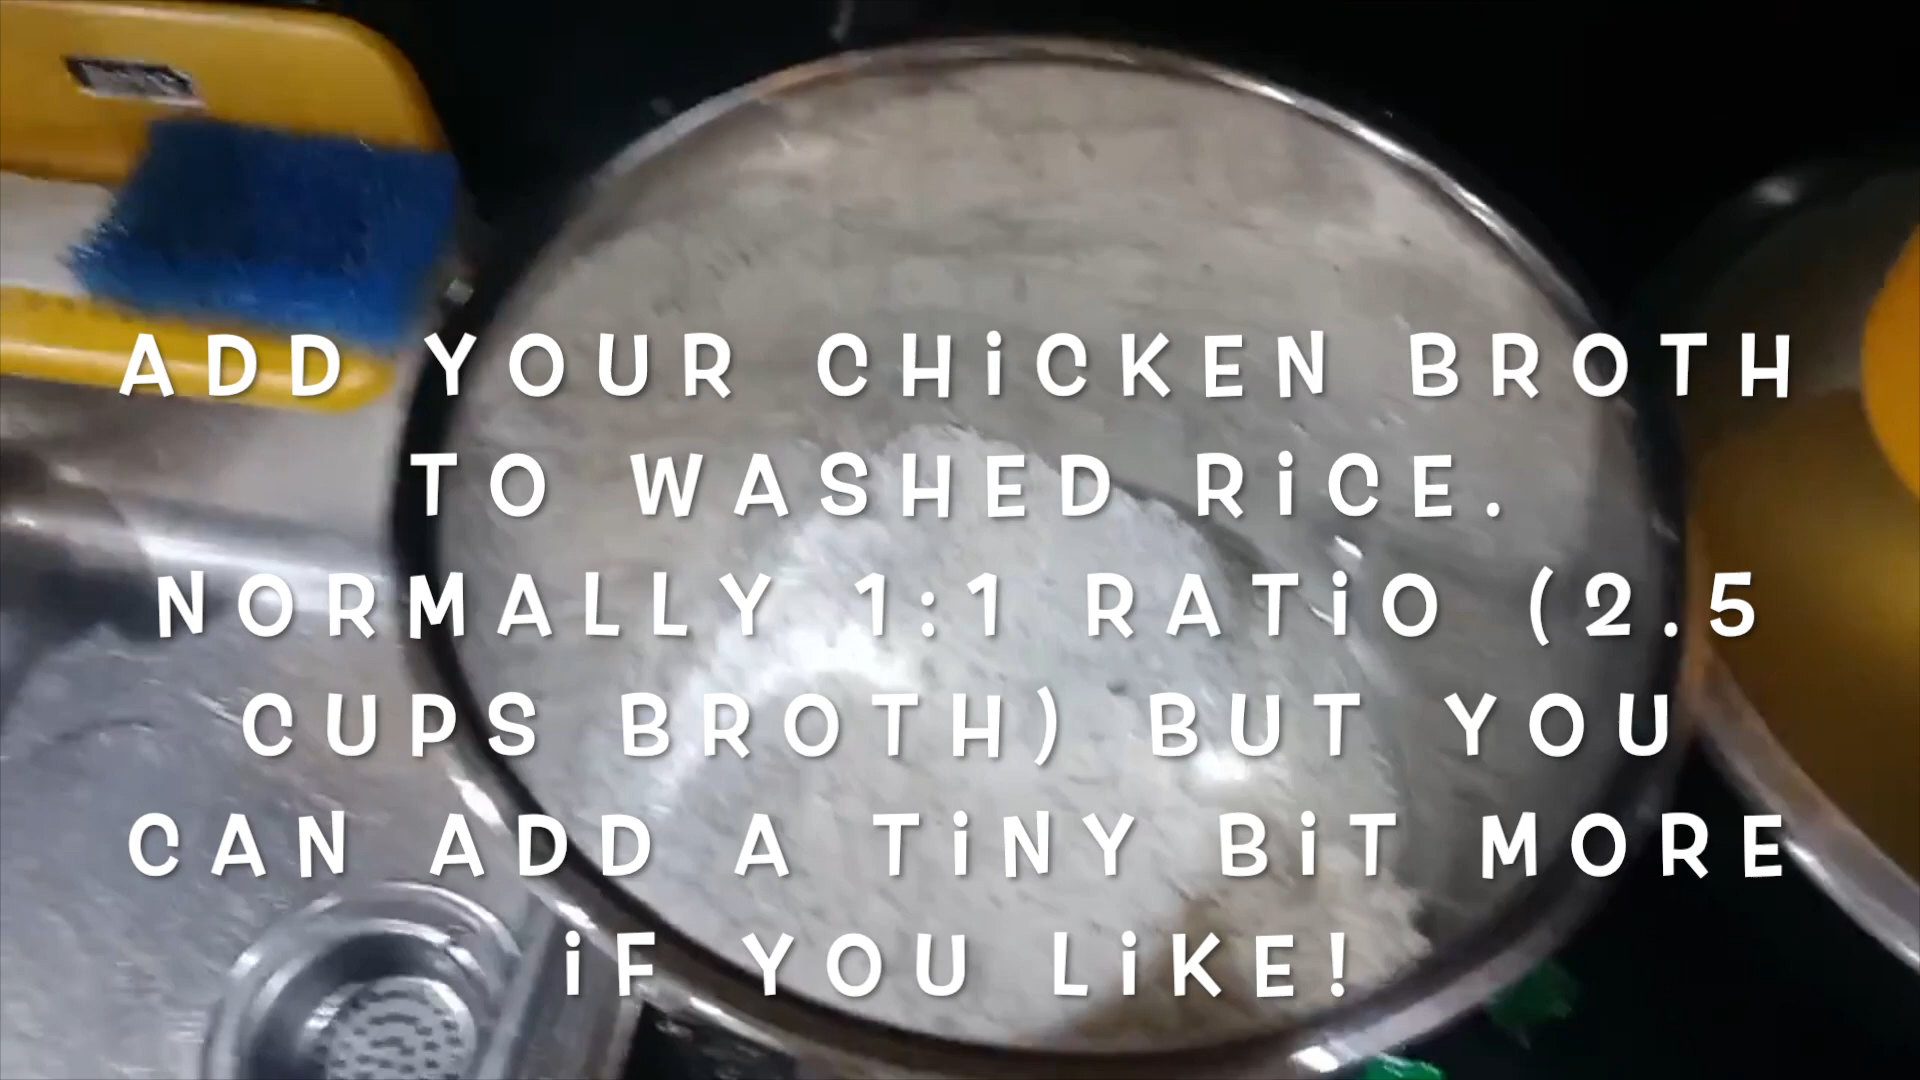 ADD YOUR CHiCKEN BROTH
TO WASHED RiCE.
NORMALLY 1:1 RATiO (2.5
CUPS BROTH) BUT YOU
CAN ADD A TiNY BiT MORE
iF YOU LiKE!